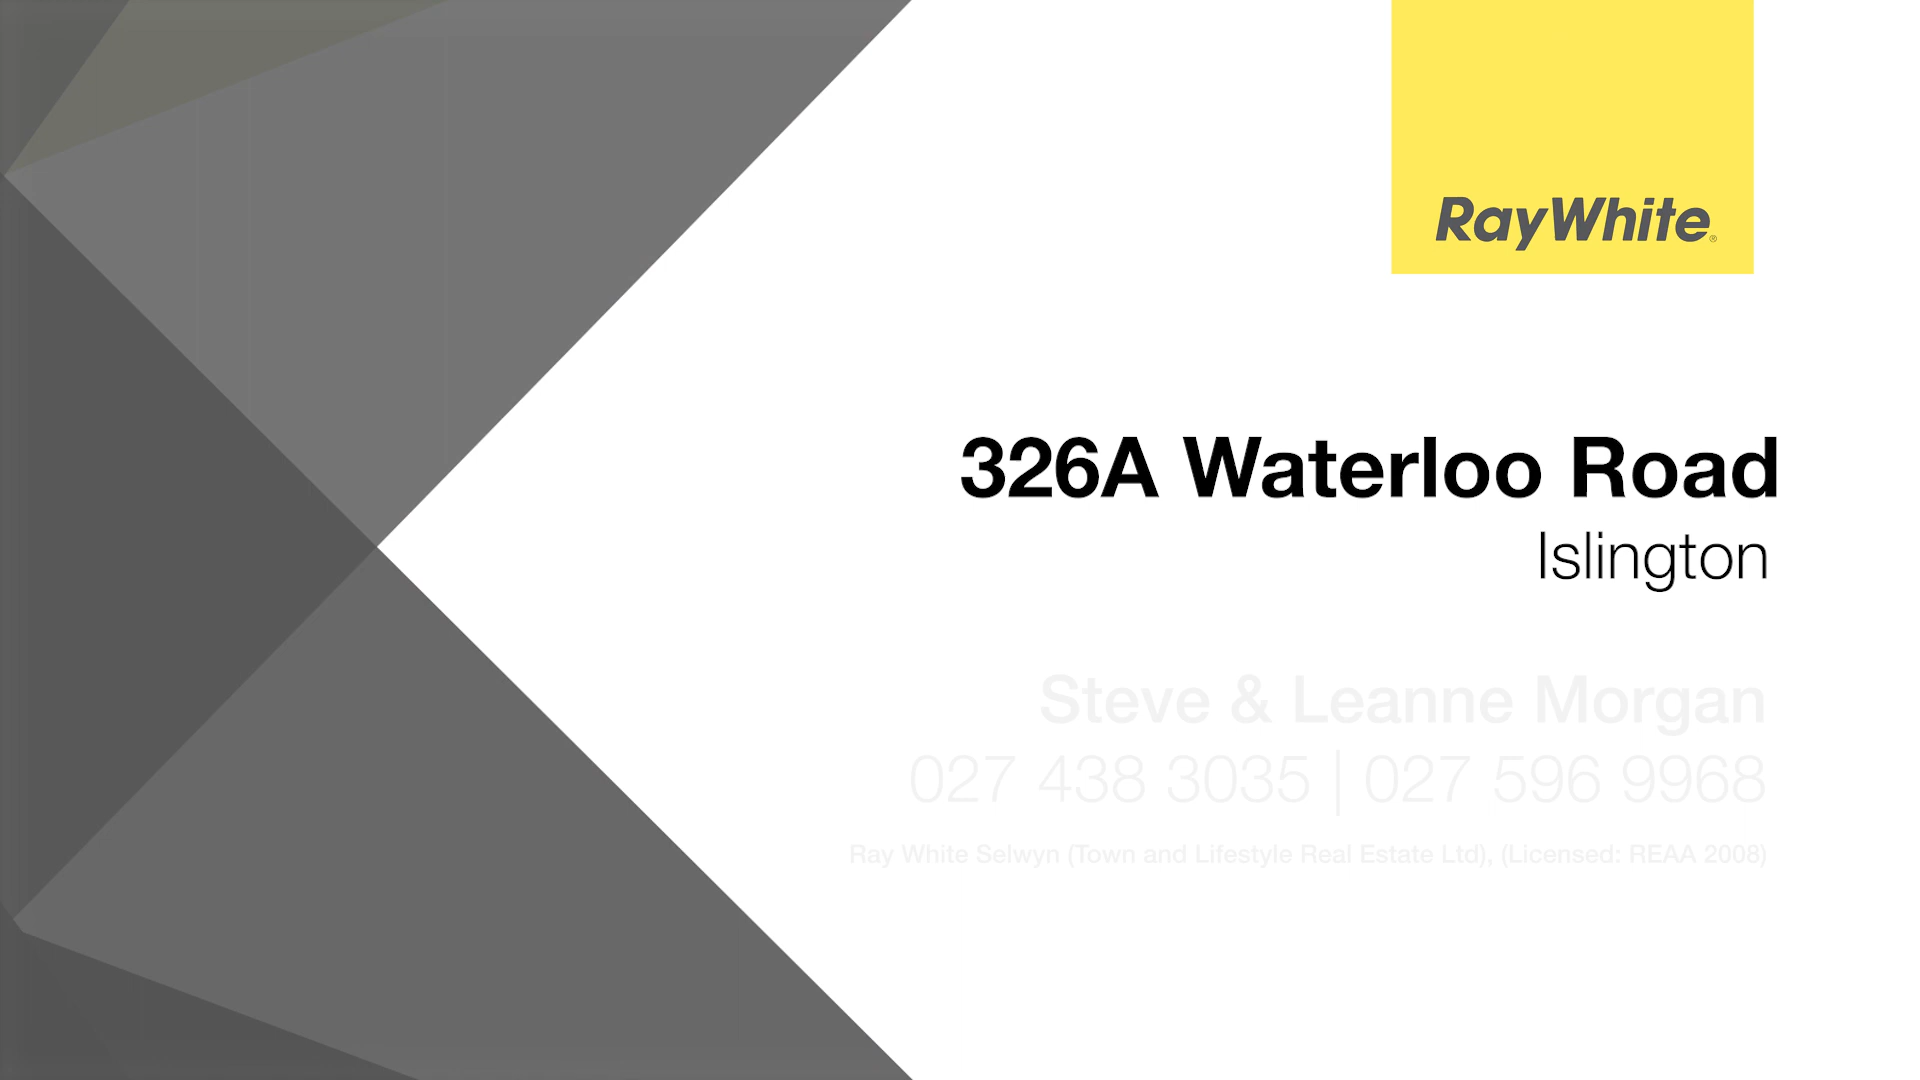 RayWhite®
326A Waterloo Road
Islington
Steve & Leanne Morgan
027 438 3035 | 027 596 9968
Ray White Selwyn (Town and Lifestyle Real Estate Ltd), (Licensed: REAA 2008)